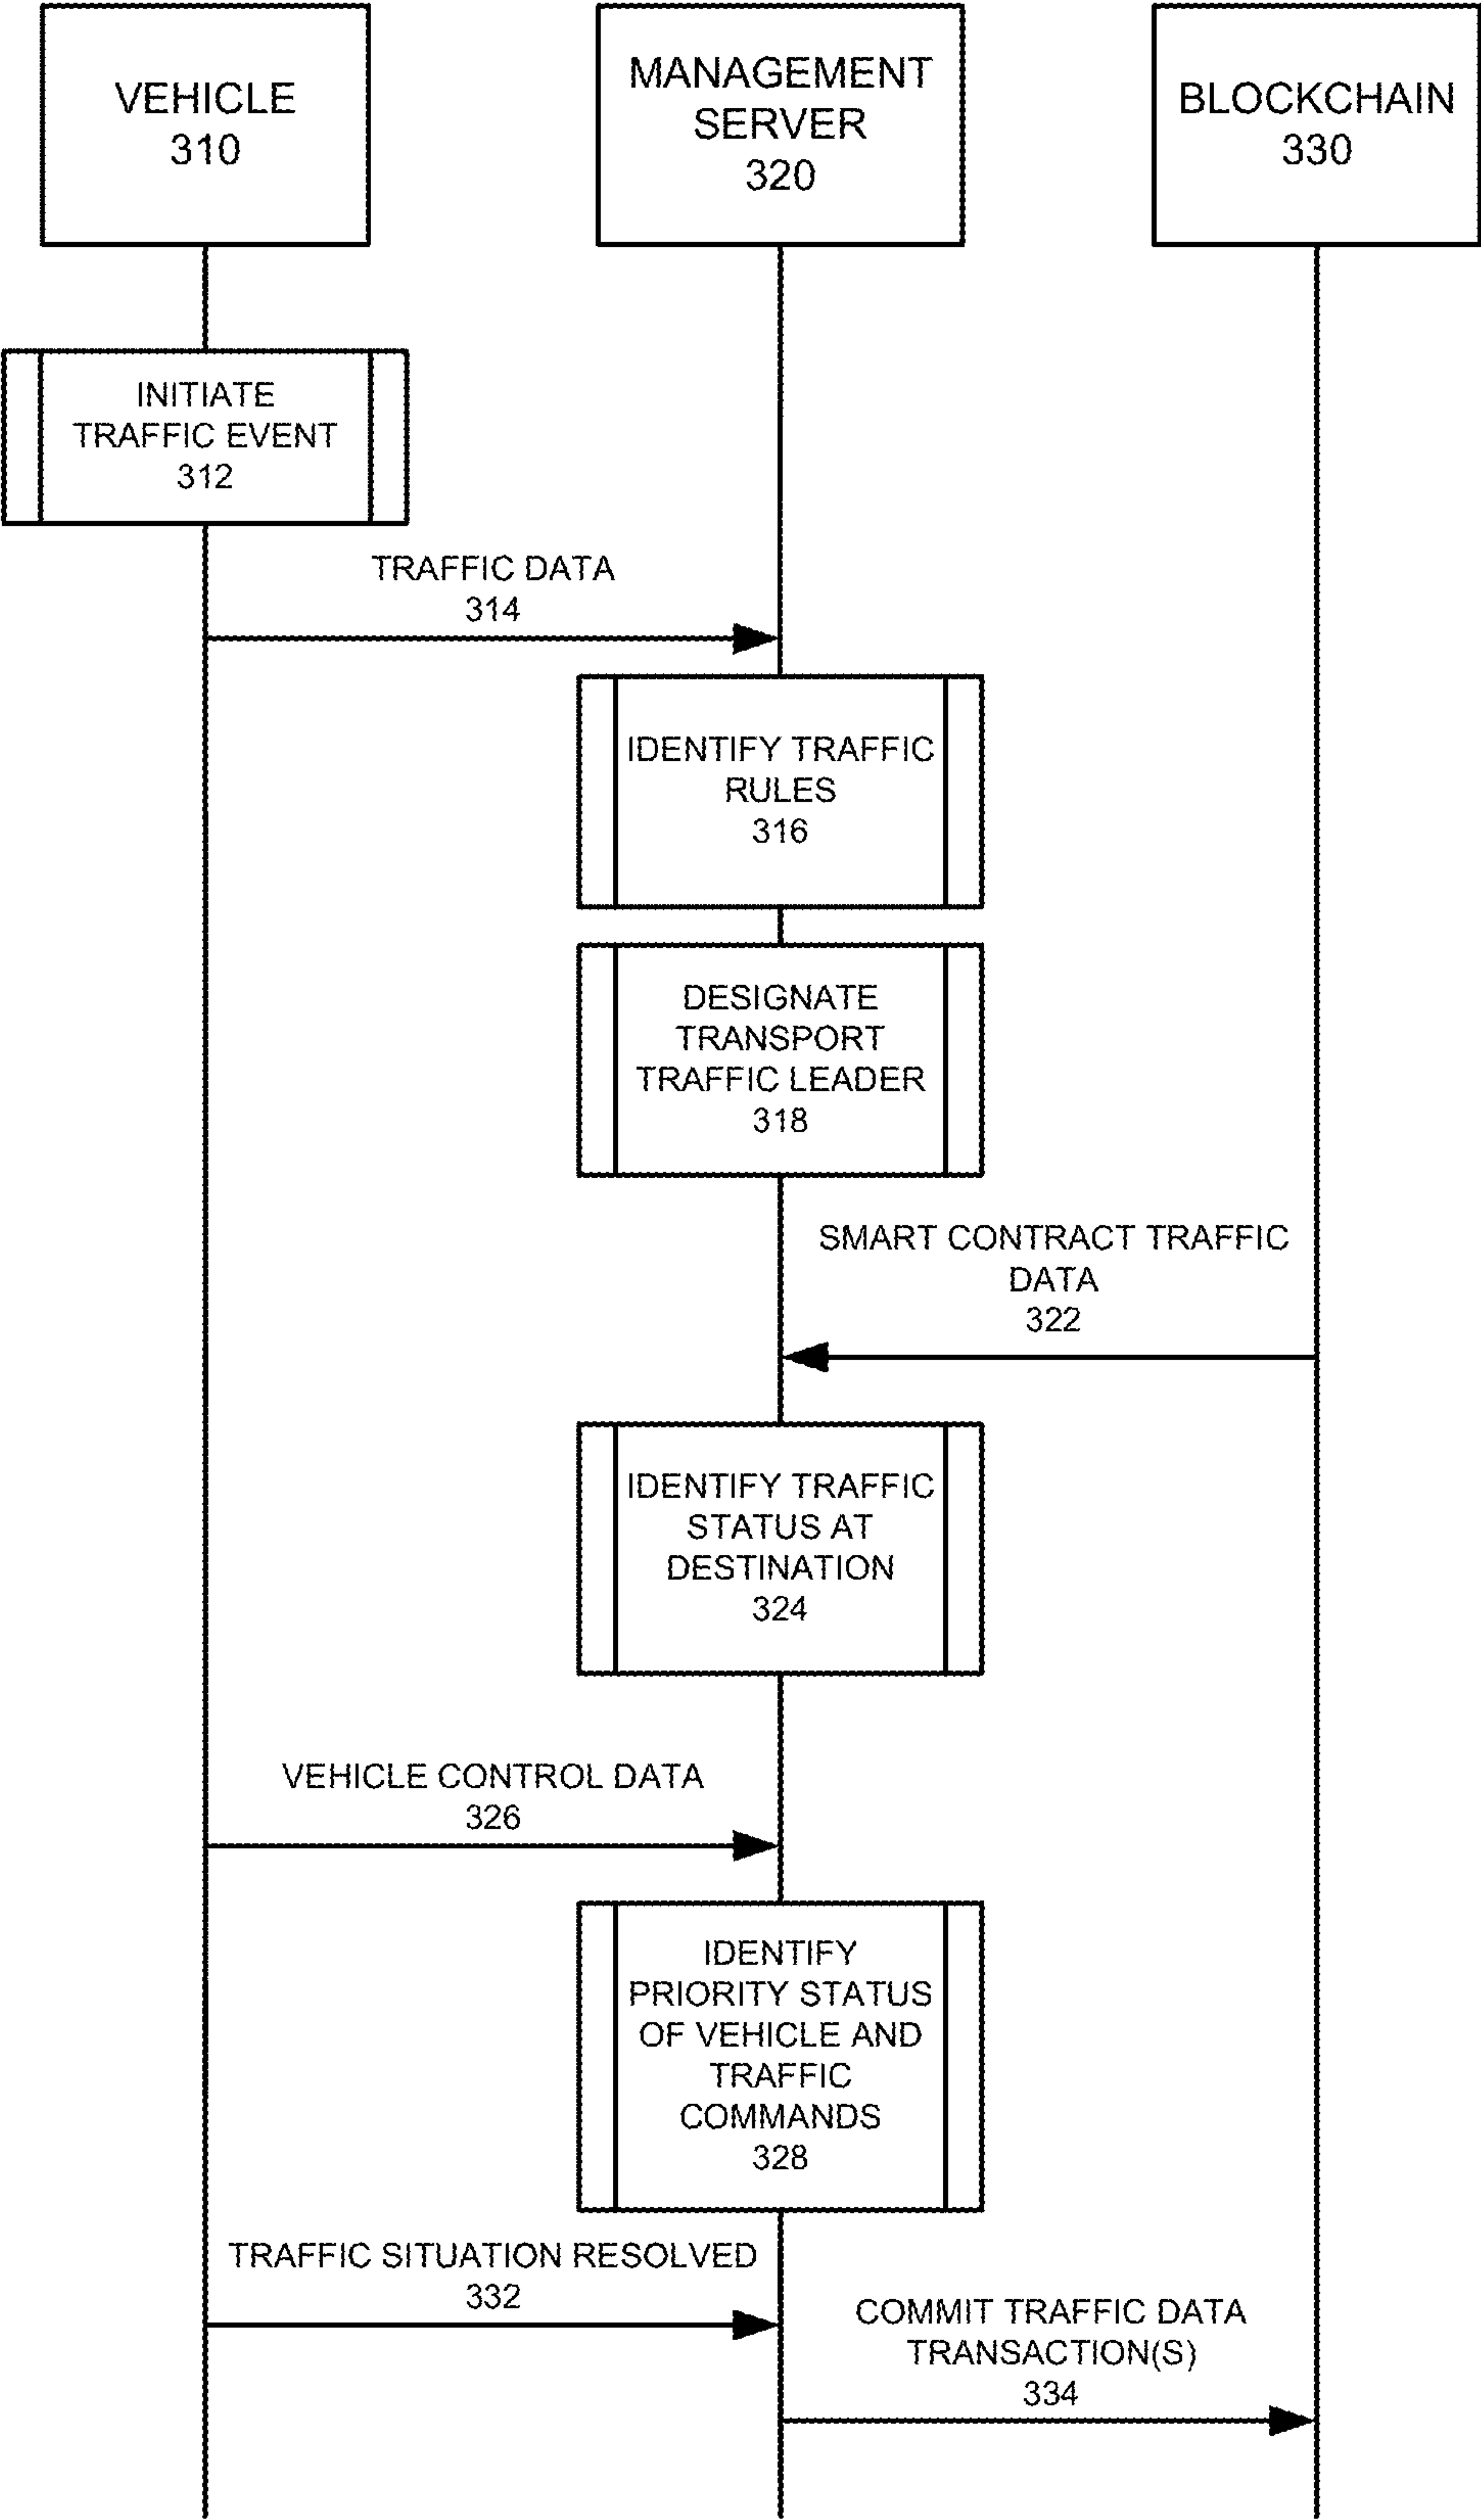 VEHICLE
310
MANAGEMENT
SERVER
320
BLOCKCHAIN
330
INITIATE
TRAFFIC EVENT
312
TRAFFIC DATA
314
IDENTIFY TRAFFIC
RULES
316
DESIGNATE
TRANSPORT
TRAFFIC LEADER
318
SMART CONTRACT TRAFFIC
DATA
322
IDENTIFY TRAFFIC
STATUS AT
DESTINATION
324
VEHICLE CONTROL DATA
326
IDENTIFY
PRIORITY STATUS
OF VEHICLE AND
TRAFFIC
COMMANDS
328
TRAFFIC SITUATION RESOLVED
332
COMMIT TRAFFIC DATA
TRANSACTION(S)
334